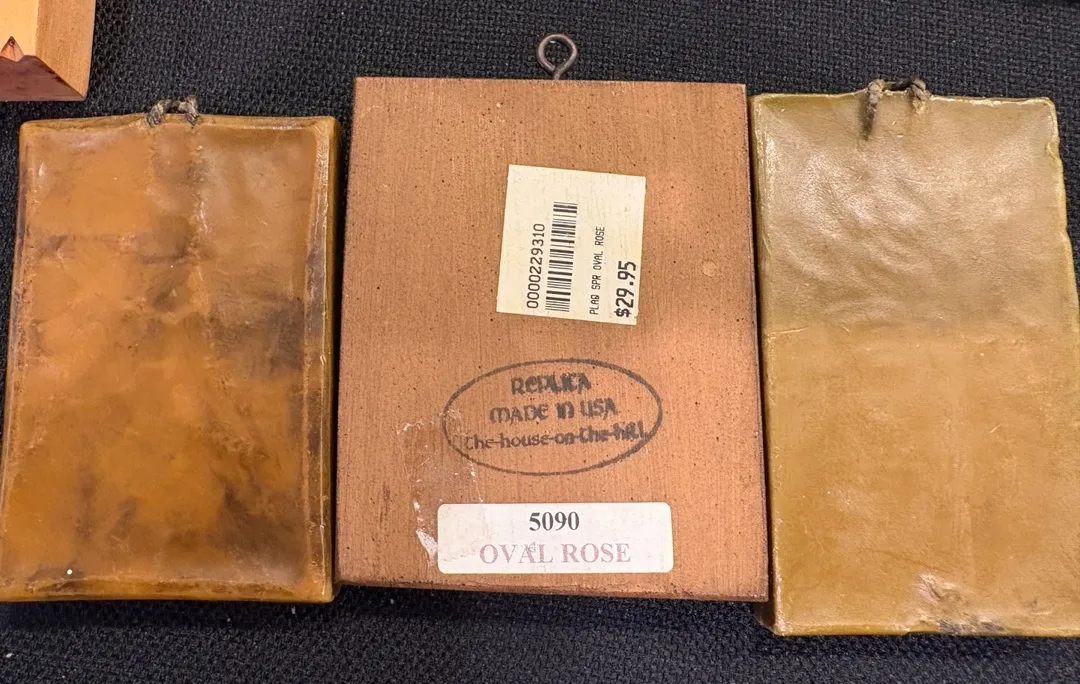 0000229310
PLAQ SPR OVAL ROSE
$29.95
REPLICA
MADE IN USA
the-house-on-the-hill
5090
OVAL ROSE